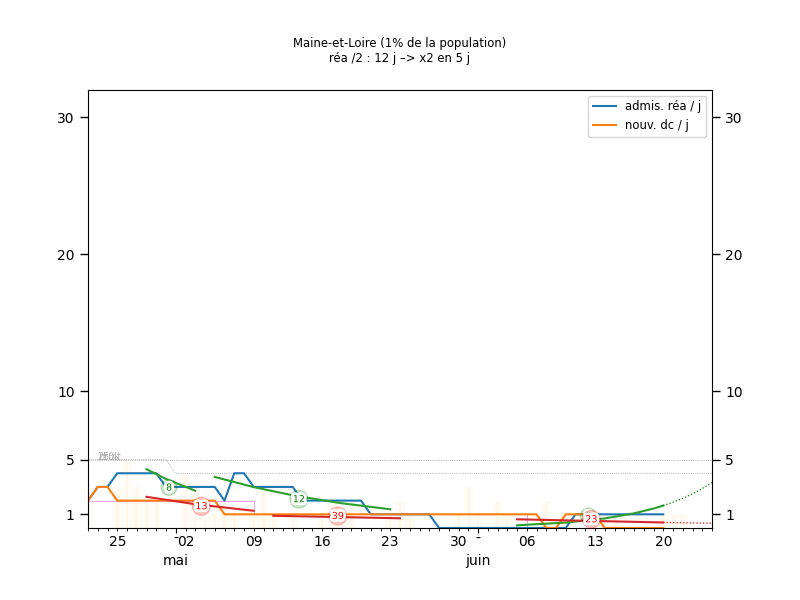 Maine-et-Loire (1% de la population)
réa /2 : 12 j –> x2 en 5 j
admis. réa / j
nouv. dc / j
30 30
20 20
10 10
5 5
1 1
8
13
12
39
23
25 02 09 16 23 30 06 13 20
mai juin